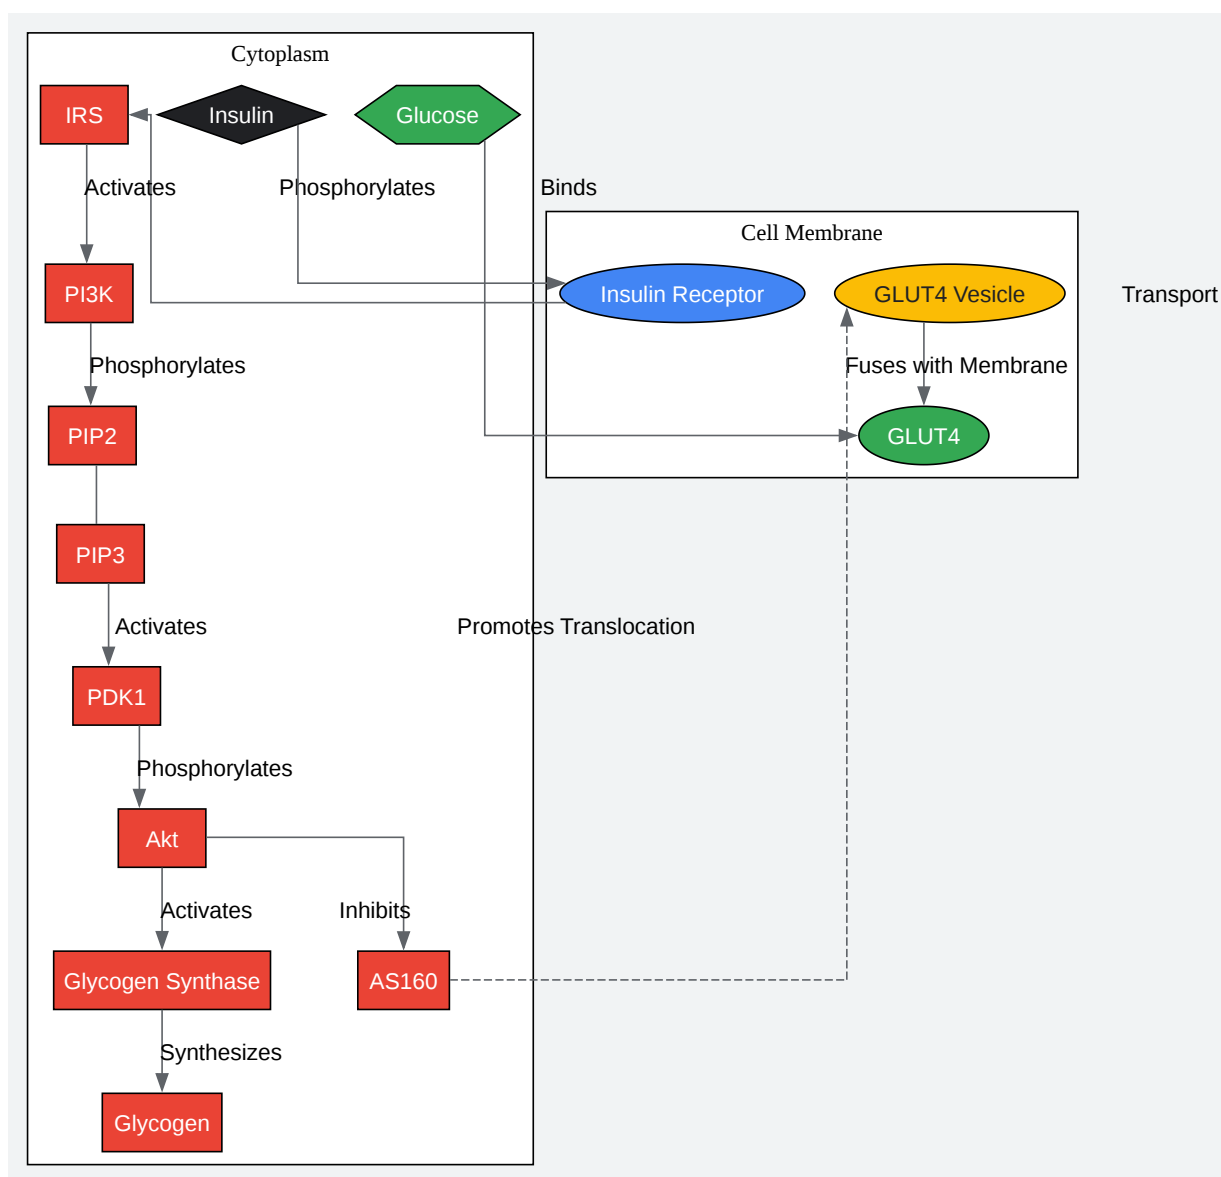 Cytoplasm
IRS
Insulin
Glucose
Activates
Phosphorylates
Binds
Cell Membrane
PI3K
Insulin Receptor
GLUT4 Vesicle
Transport
Phosphorylates
Fuses with Membrane
PIP2
GLUT4
PIP3
Activates
Promotes Translocation
PDK1
Phosphorylates
Akt
Activates
Inhibits
Glycogen Synthase
AS160
Synthesizes
Glycogen